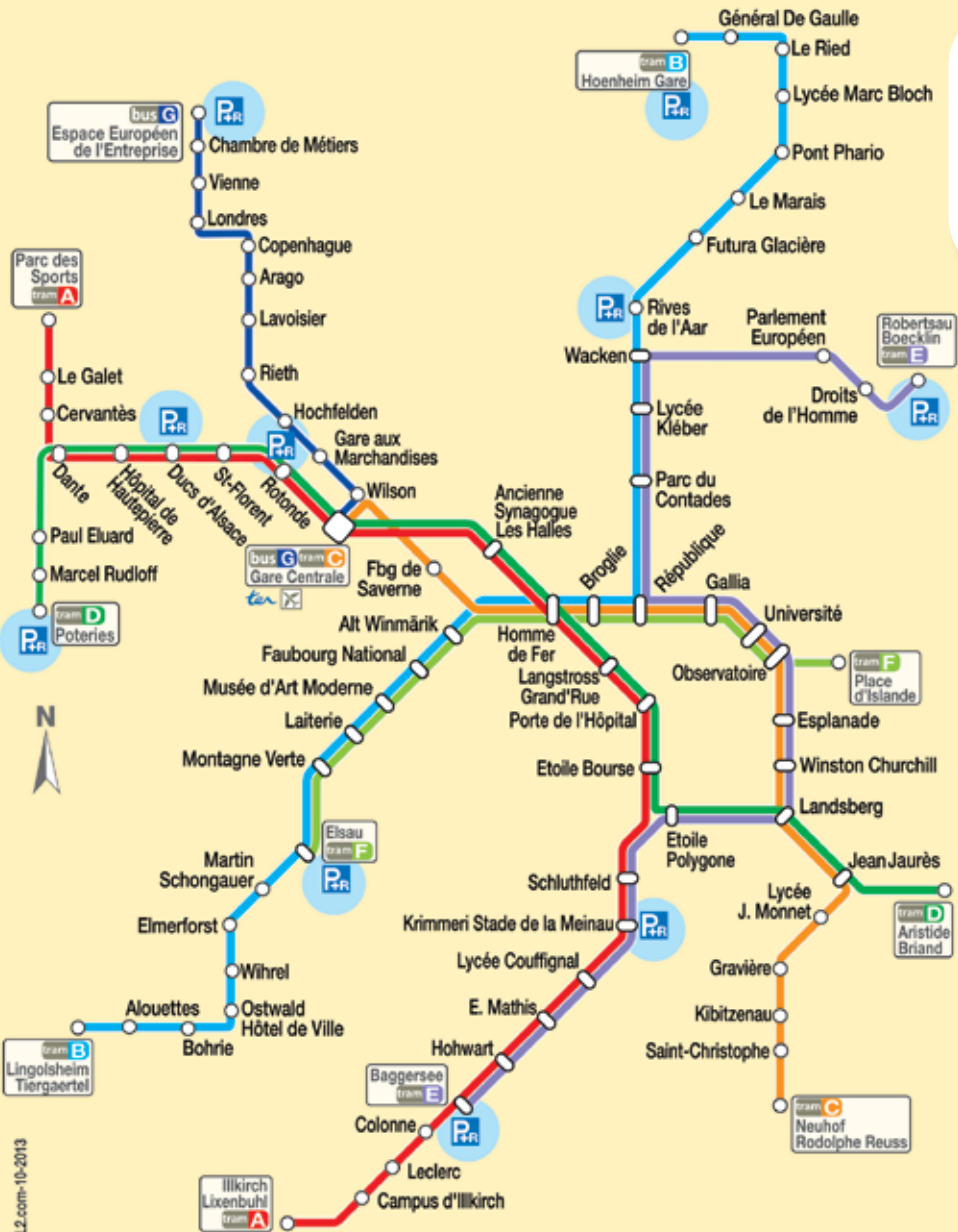 Général De Gaulle
Le Ried
tram B
Hoenheim Gare
P+R
Lycée Marc Bloch
Pont Phario
Le Marais
Futura Glacière
P+R
Rives
de l'Aar
bus G
Espace Européen
de l'Entreprise
P+R
Chambre de Métiers
Vienne
Londres
Copenhague
Arago
Lavoisier
Rieth
Hochfelden
Gare aux
Marchandises
Wilson
Parc des
Sports
tram A
Le Galet
Cervantès
P+R
P+R
Dante
Hôpital de
Hautepierre
Ducs d'Alsace
St-Florent
Rotonde
Paul Eluard
Marcel Rudloff
P+R
tram D
Poteries
bus G tram C
Gare Centrale
ter
Wacken
Parlement
Européen
Robertsau
Boecklin
tram E
Droits
de l'Homme
P+R
Lycée
Kléber
Parc du
Contades
Ancienne
Synagogue
Les Halles
Fbg de
Saverne
Broglie
République
Gallia
Université
Alt Winmärik
Homme
de Fer
Observatoire
tram F
Place
d'Islande
Faubourg National
Langstross
Grand'Rue
Musée d'Art Moderne
Porte de l'Hôpital
Laiterie
Esplanade
N
Montagne Verte
Etoile Bourse
Winston Churchill
Landsberg
Elsau
tram F
P+R
Etoile
Polygone
Jean Jaurès
Martin
Schongauer
Schluthfeld
Lycée
J. Monnet
tram D
Aristide
Briand
Elmerforst
Krimmeri Stade de la Meinau
P+R
Wihrel
Lycée Couffignal
Gravière
Alouettes
Ostwald
Hôtel de Ville
E. Mathis
Kibitzenau
Bohrie
tram B
Lingolsheim
Tiergaertel
Hohwart
Saint-Christophe
Baggersee
tram E
P+R
tram C
Neuhof
Rodolphe Reuss
Colonne
Leclerc
Illkirch
Lixenbuhl
tram A
Campus d'Illkirch
L2.com-10-2013